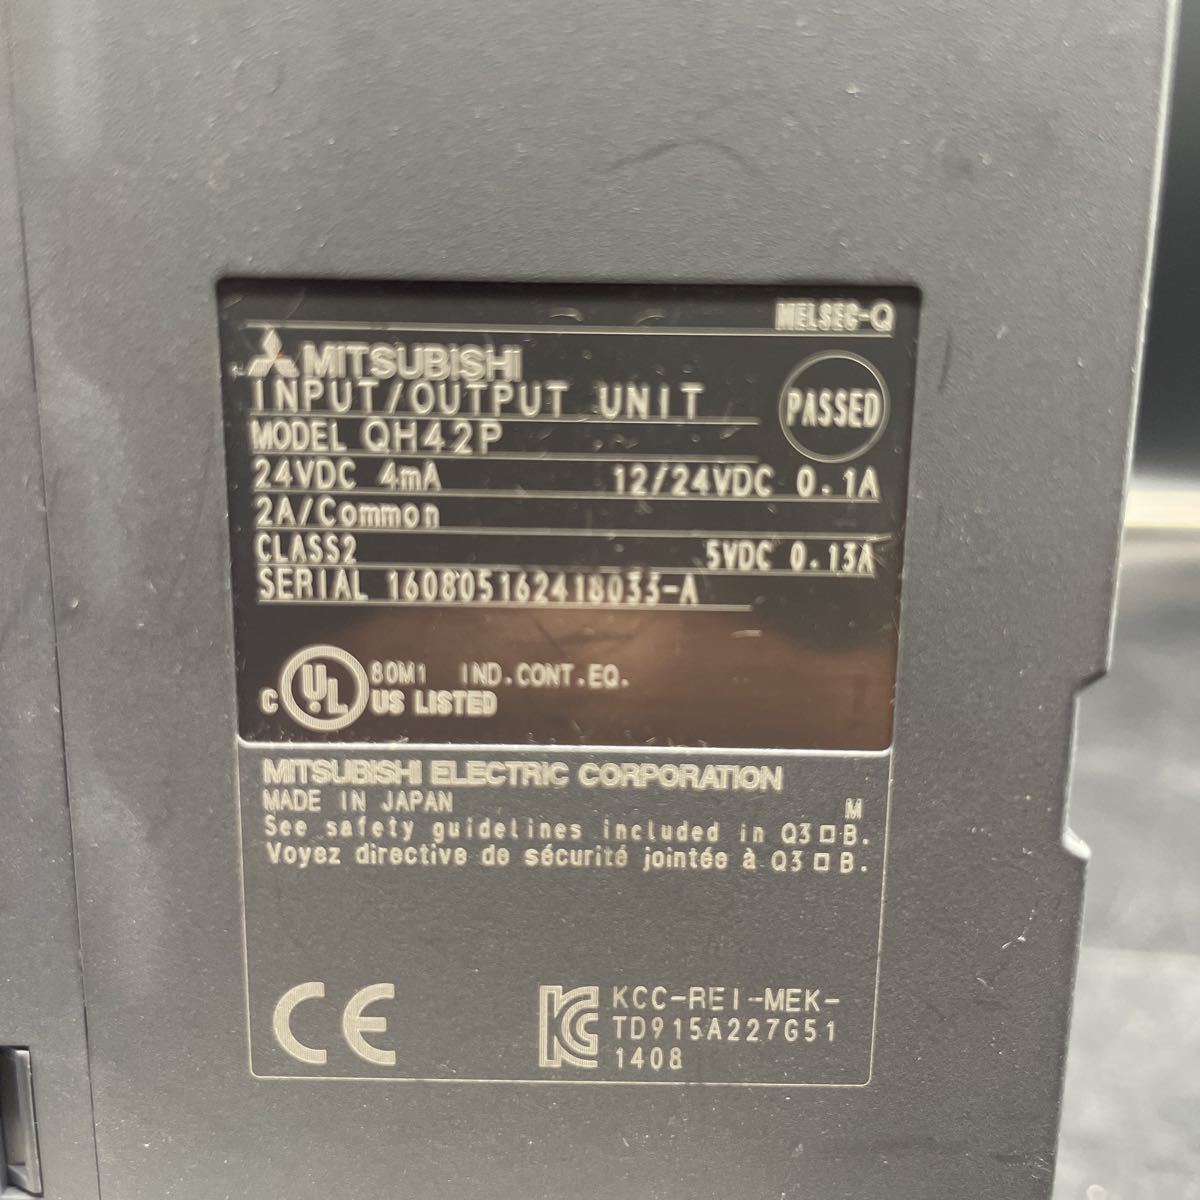 MELSEC-Q
MITSUBISHI
INPUT/OUTPUT UNIT
PASSED
MODEL QH42P
24VDC 4mA 12/24VDC 0.1A
2A/Common
CLASS2 5VDC 0.13A
SERIAL 160805162418033-A
C UL US LISTED 80M1 IND.CONT.EQ.
MITSUBISHI ELECTRIC CORPORATION
MADE IN JAPAN M
See safety guidelines included in Q3□B.
Voyez directive de sécurité jointée à Q3□B.
CE
KC KCC-REI-MEK-
TD915A227G51
1408